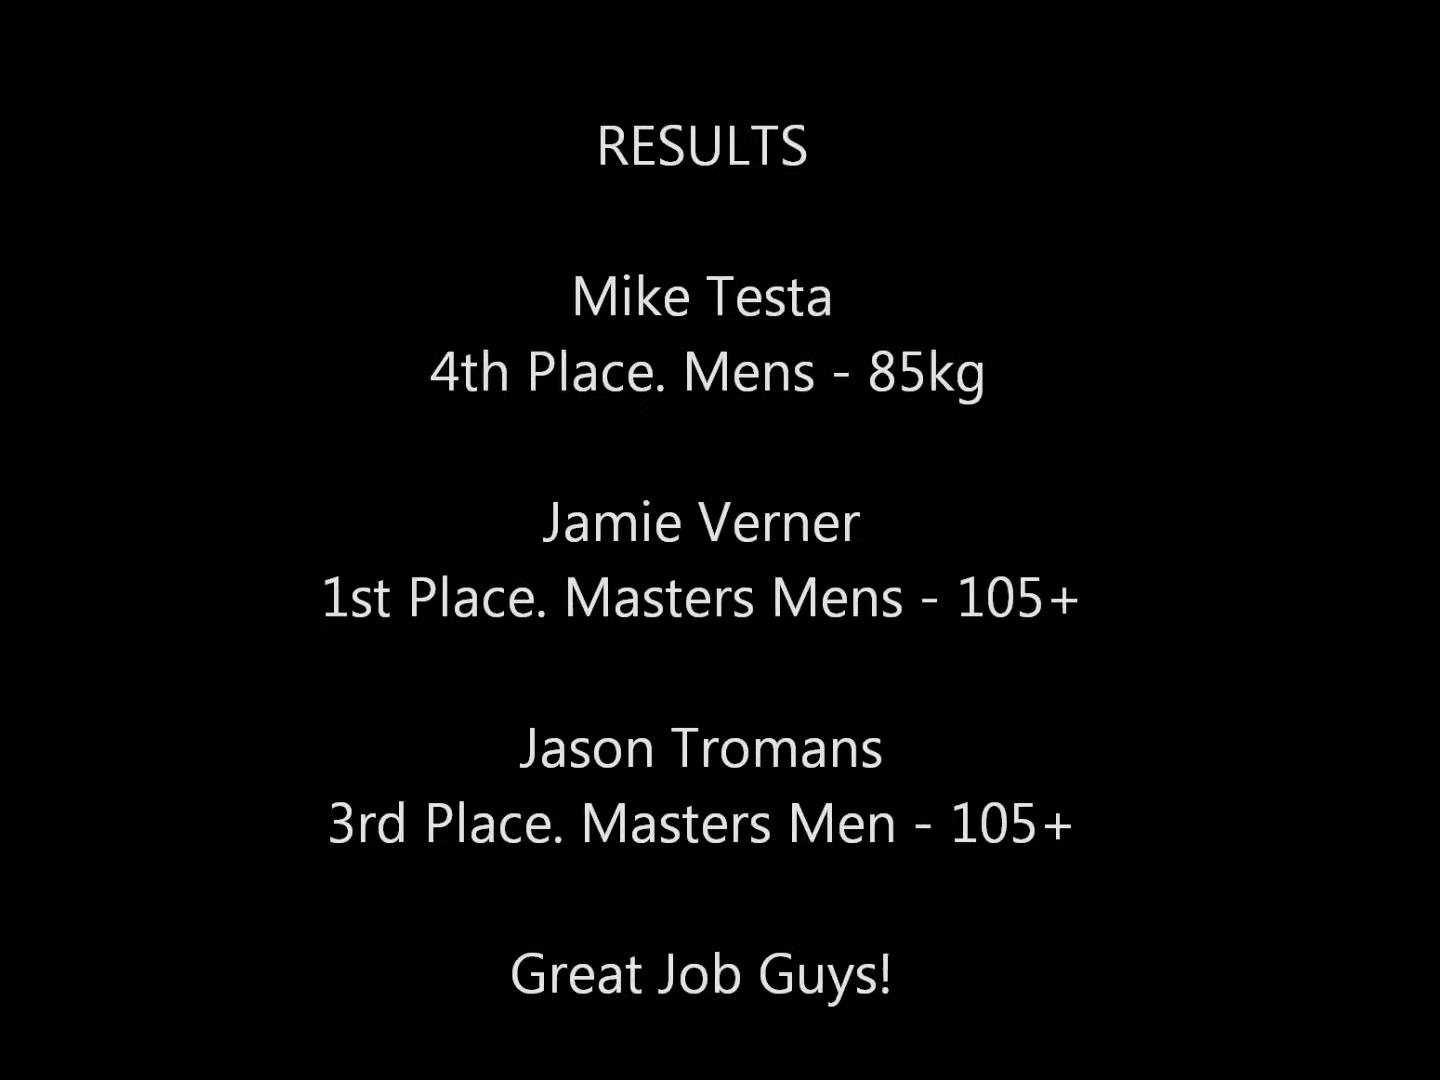 RESULTS
Mike Testa
4th Place. Mens - 85kg
Jamie Verner
1st Place. Masters Mens - 105+
Jason Tromans
3rd Place. Masters Men - 105+
Great Job Guys!